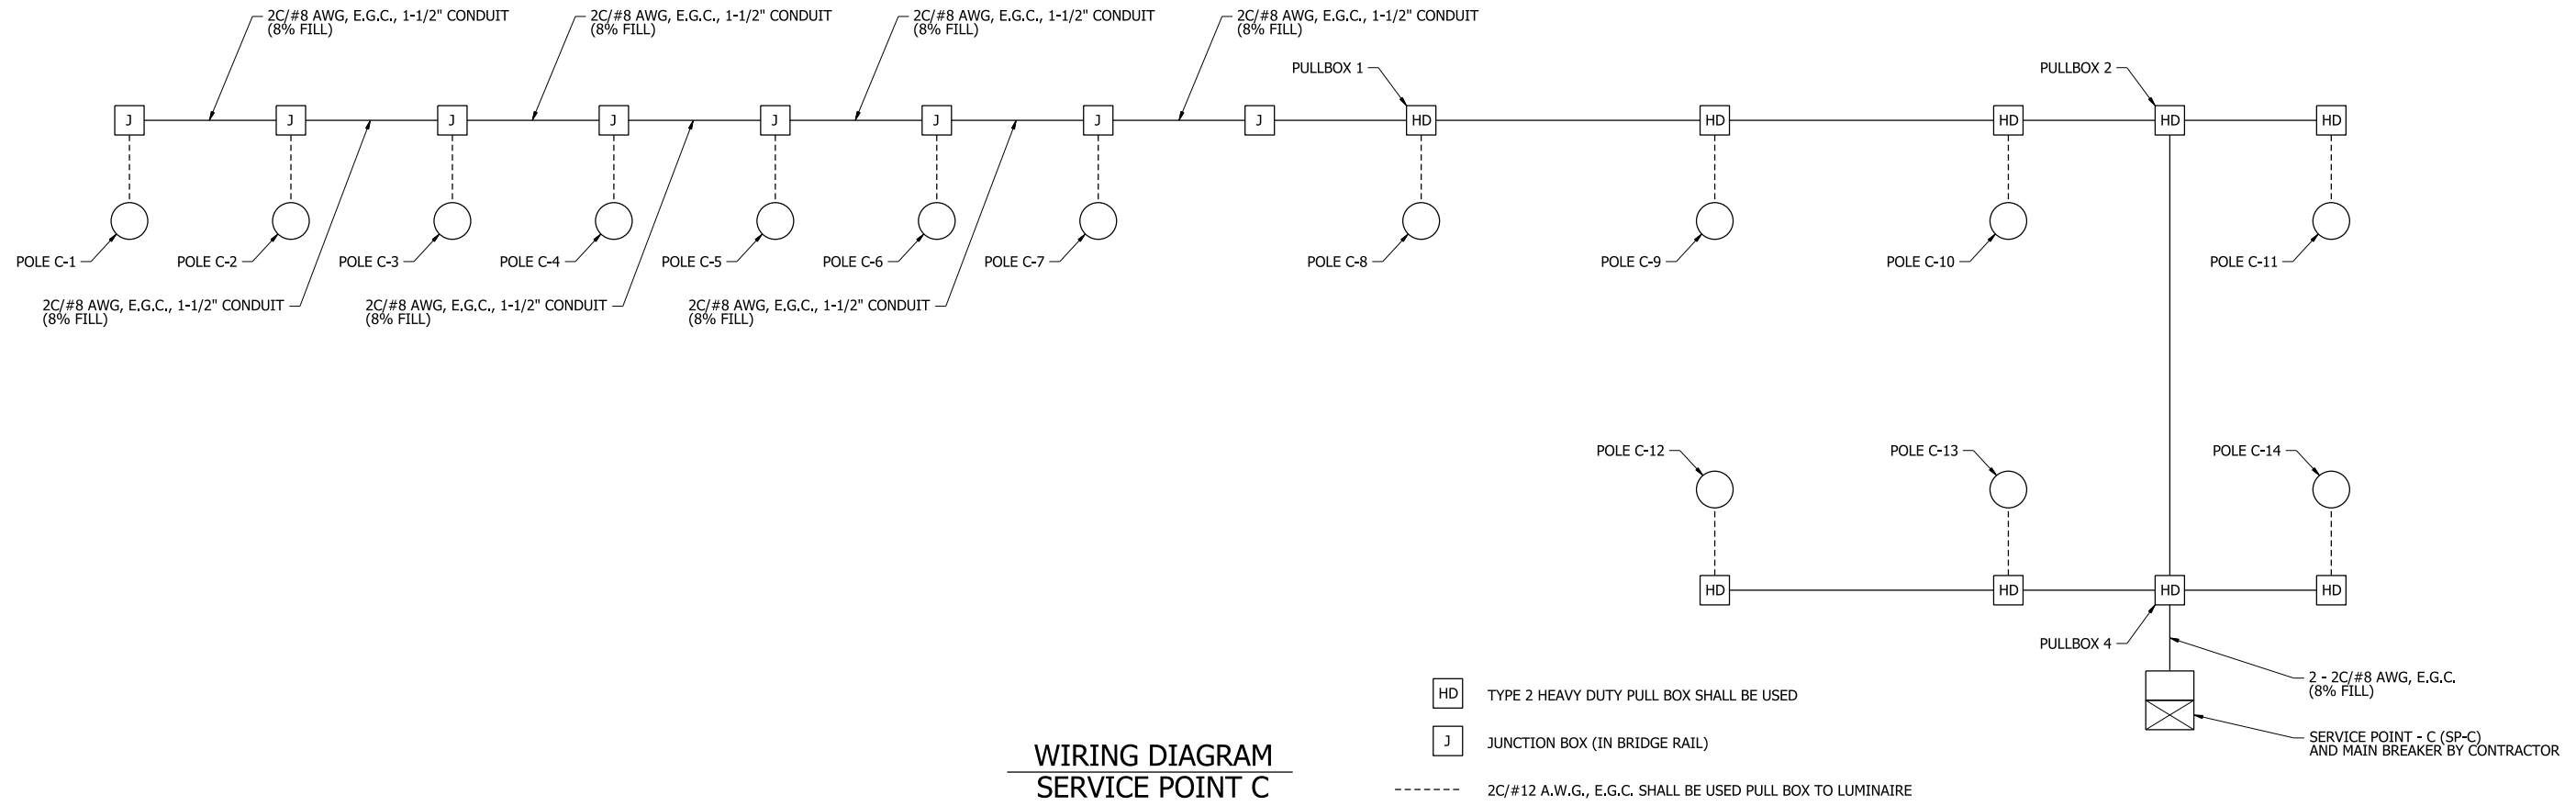 2C/#8 AWG, E.G.C., 1-1/2" CONDUIT
(8% FILL)
2C/#8 AWG, E.G.C., 1-1/2" CONDUIT
(8% FILL)
2C/#8 AWG, E.G.C., 1-1/2" CONDUIT
(8% FILL)
2C/#8 AWG, E.G.C., 1-1/2" CONDUIT
(8% FILL)
PULLBOX 1
PULLBOX 2
J
J
J
J
J
J
J
J
HD
HD
HD
HD
HD
POLE C-1
POLE C-2
POLE C-3
POLE C-4
POLE C-5
POLE C-6
POLE C-7
POLE C-8
POLE C-9
POLE C-10
POLE C-11
2C/#8 AWG, E.G.C., 1-1/2" CONDUIT
(8% FILL)
2C/#8 AWG, E.G.C., 1-1/2" CONDUIT
(8% FILL)
2C/#8 AWG, E.G.C., 1-1/2" CONDUIT
(8% FILL)
POLE C-12
POLE C-13
POLE C-14
HD
HD
HD
HD
PULLBOX 4
2 - 2C/#8 AWG, E.G.C.
(8% FILL)
SERVICE POINT - C (SP-C)
AND MAIN BREAKER BY CONTRACTOR
HD TYPE 2 HEAVY DUTY PULL BOX SHALL BE USED
J JUNCTION BOX (IN BRIDGE RAIL)
2C/#12 A.W.G., E.G.C. SHALL BE USED PULL BOX TO LUMINAIRE
WIRING DIAGRAM
SERVICE POINT C